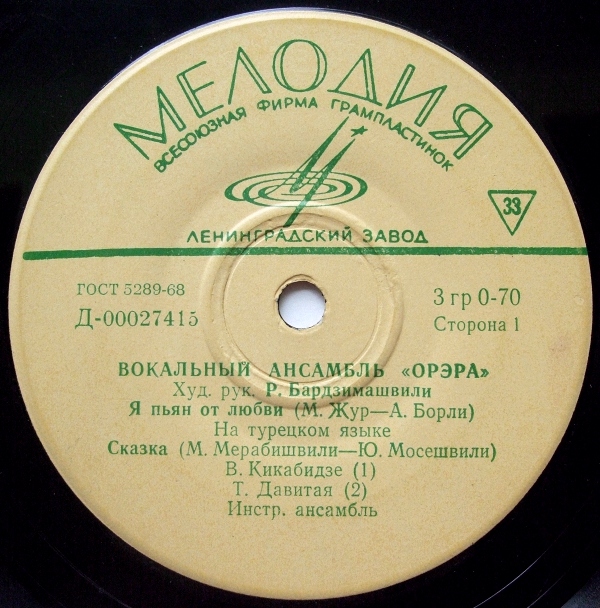 МЕЛОДИЯ
ВСЕСОЮЗНАЯ ФИРМА ГРАМПЛАСТИНОК
33
ЛЕНИНГРАДСКИЙ ЗАВОД
ГОСТ 5289-68
Д-00027415
3 гр 0-70
Сторона 1
ВОКАЛЬНЫЙ АНСАМБЛЬ «ОРЭРА»
Худ. рук. Р. Бардзимашвили
Я пьян от любви (М. Жур—А. Борли)
На турецком языке
Сказка (М. Мерабишвили—Ю. Мосешвили)
В. Кикабидзе (1)
Т. Давитая (2)
Инстр. ансамбль